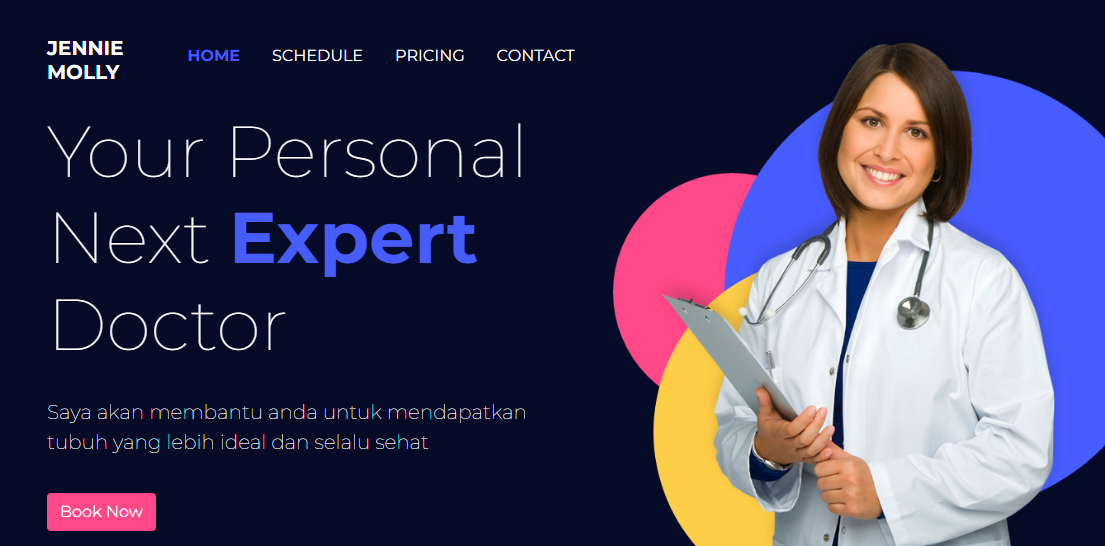 JENNIE
MOLLY
HOME SCHEDULE PRICING CONTACT
Your Personal
Next Expert
Doctor
Saya akan membantu anda untuk mendapatkan
tubuh yang lebih ideal dan selalu sehat
Book Now